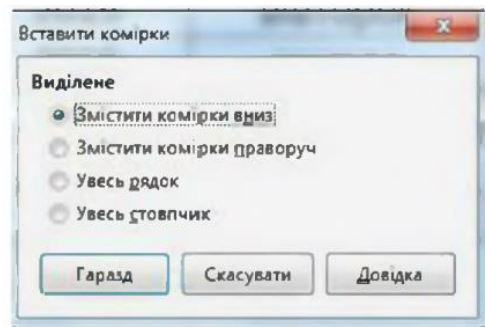 Вставити комірки
Виділене
Змістити комірки вниз
Змістити комірки праворуч
Увесь рядок
Увесь стовпчик
Гаразд Скасувати Довідка